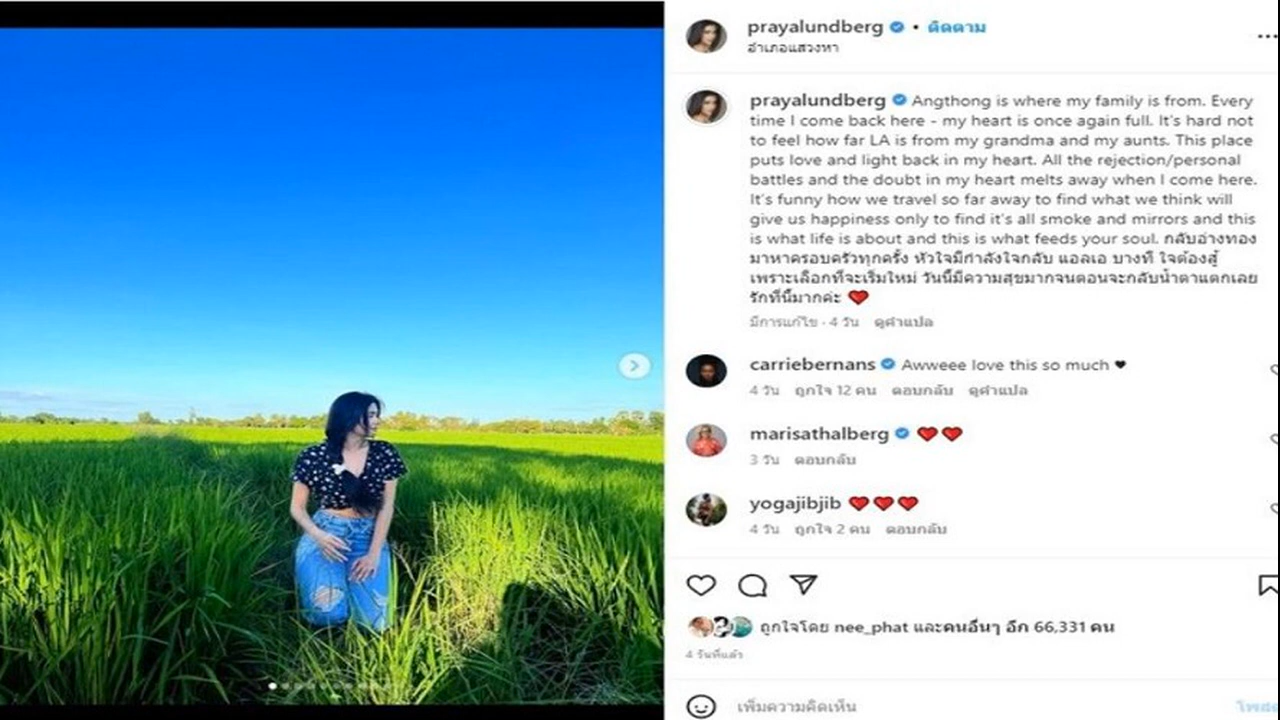 prayalundberg • ติดตาม
อำเภอแสวงหา
prayalundberg Angthong is where my family is from. Every
time I come back here - my heart is once again full. It's hard not
to feel how far LA is from my grandma and my aunts. This place
puts love and light back in my heart. All the rejection/personal
battles and the doubt in my heart melts away when I come here.
It's funny how we travel so far away to find what we think will
give us happiness only to find it's all smoke and mirrors and this
is what life is about and this is what feeds your soul. กลับอ่างทอง
มาหาครอบครัวทุกครั้ง หัวใจมีกำลังใจกลับ แอลเอ บางที ใจต้องสู้
เพราะเลือกที่จะเริ่มใหม่ วันนี้มีความสุขมากจนตอนจะกลับน้ำตาแตกเลย
รักที่นี้มากค่ะ ❤️
มีการแก้ไข · 4 วัน ดูคำแปล
carriebernans Awweee love this so much ♥
4 วัน ถูกใจ 12 คน ตอบกลับ ดูคำแปล
marisathalberg ❤️❤️
3 วัน ตอบกลับ
yogajibjib ❤️❤️❤️
4 วัน ถูกใจ 2 คน ตอบกลับ
ถูกใจโดย nee_phat และคนอื่นๆ อีก 66,331 คน
4 วันที่แล้ว
เพิ่มความคิดเห็น